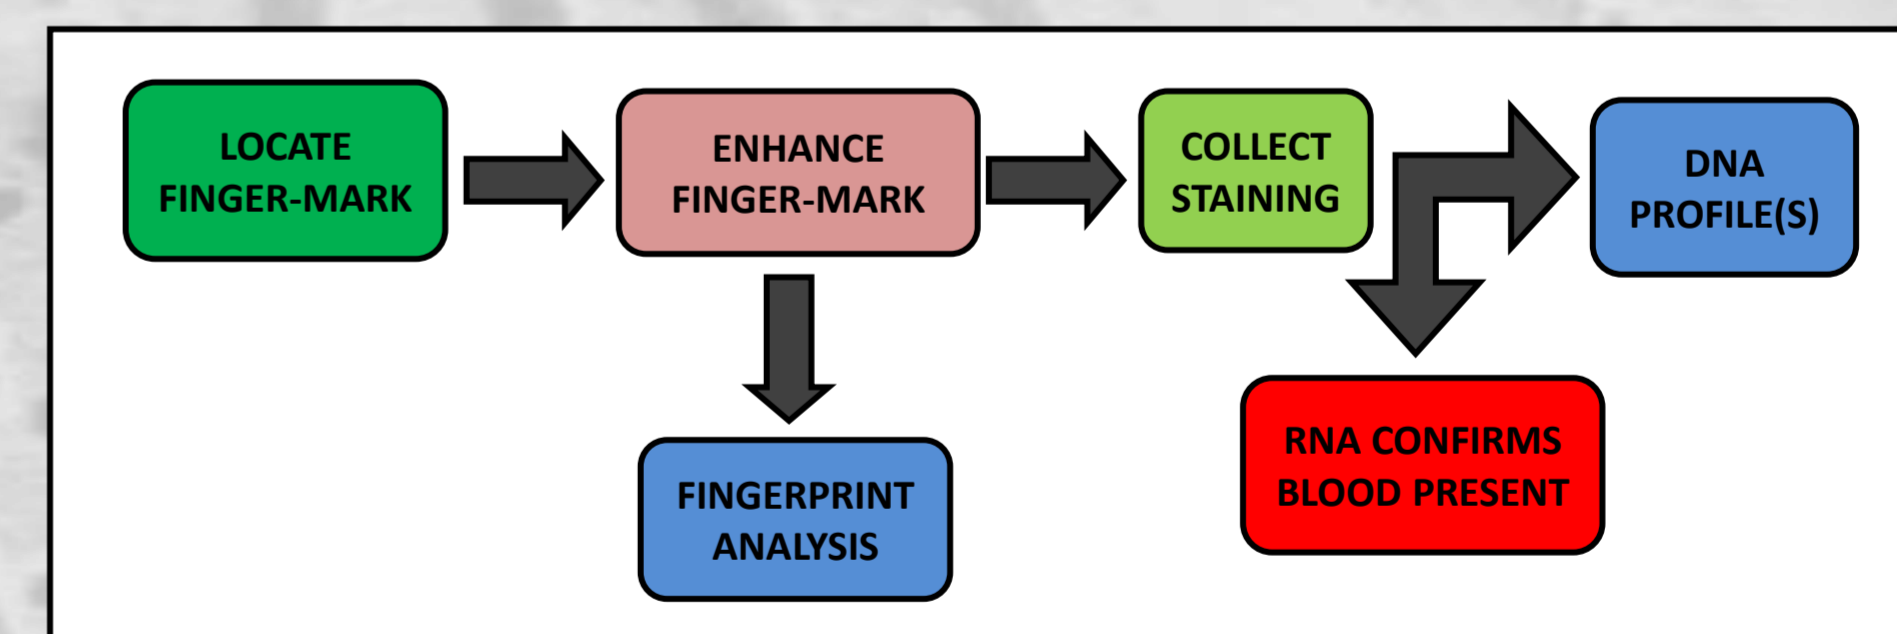 LOCATE
FINGER-MARK
ENHANCE
FINGER-MARK
COLLECT
STAINING
DNA
PROFILE(S)
FINGERPRINT
ANALYSIS
RNA CONFIRMS
BLOOD PRESENT